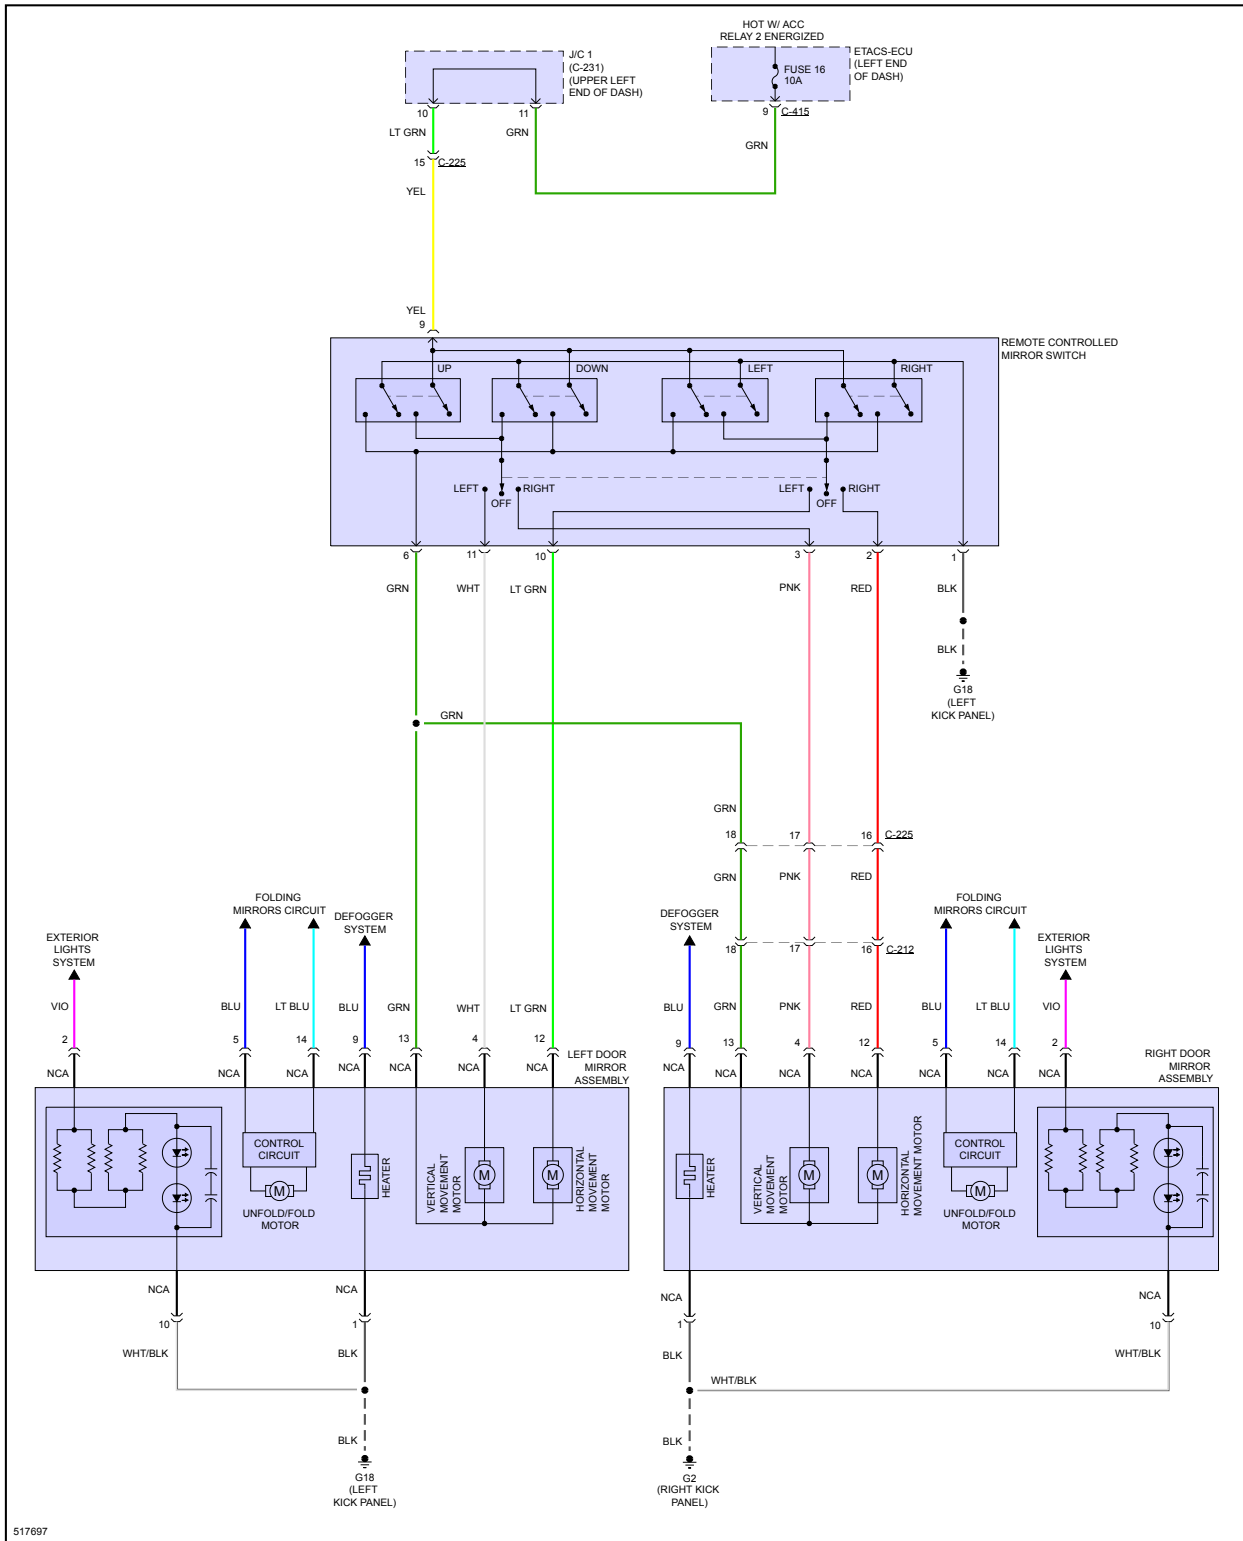 HOT W/ ACC
RELAY 2 ENERGIZED
J/C 1
(C-231)
(UPPER LEFT
END OF DASH)
FUSE 16
10A
ETACS-ECU
(LEFT END
OF DASH)
10
11
9 C-415
LT GRN
GRN
GRN
15 C-225
YEL
YEL
9
REMOTE CONTROLLED
MIRROR SWITCH
UP
DOWN
LEFT
RIGHT
LEFT
OFF
RIGHT
LEFT
OFF
RIGHT
6
11
10
3
2
1
GRN
WHT
LT GRN
PNK
RED
BLK
BLK
G18
(LEFT
KICK PANEL)
GRN
GRN
18
17
16 C-225
GRN
PNK
RED
18
17
16 C-212
EXTERIOR
LIGHTS
SYSTEM
FOLDING
MIRRORS CIRCUIT
DEFOGGER
SYSTEM
DEFOGGER
SYSTEM
FOLDING
MIRRORS CIRCUIT
EXTERIOR
LIGHTS
SYSTEM
VIO
BLU
LT BLU
BLU
GRN
WHT
LT GRN
BLU
GRN
PNK
RED
BLU
LT BLU
VIO
2
5
14
9
13
4
12
9
13
4
12
5
14
2
NCA
NCA
NCA
NCA
NCA
NCA
NCA
LEFT DOOR
MIRROR
ASSEMBLY
NCA
NCA
NCA
NCA
NCA
NCA
NCA
RIGHT DOOR
MIRROR
ASSEMBLY
CONTROL
CIRCUIT
M
UNFOLD/FOLD
MOTOR
HEATER
VERTICAL
MOVEMENT
MOTOR
M
M
HORIZONTAL
MOVEMENT
MOTOR
HEATER
VERTICAL
MOVEMENT
MOTOR
M
M
HORIZONTAL
MOVEMENT MOTOR
CONTROL
CIRCUIT
M
UNFOLD/FOLD
MOTOR
NCA
NCA
NCA
NCA
10
1
1
10
WHT/BLK
BLK
BLK
WHT/BLK
WHT/BLK
BLK
BLK
G18
(LEFT
KICK PANEL)
G2
(RIGHT KICK
PANEL)
517697